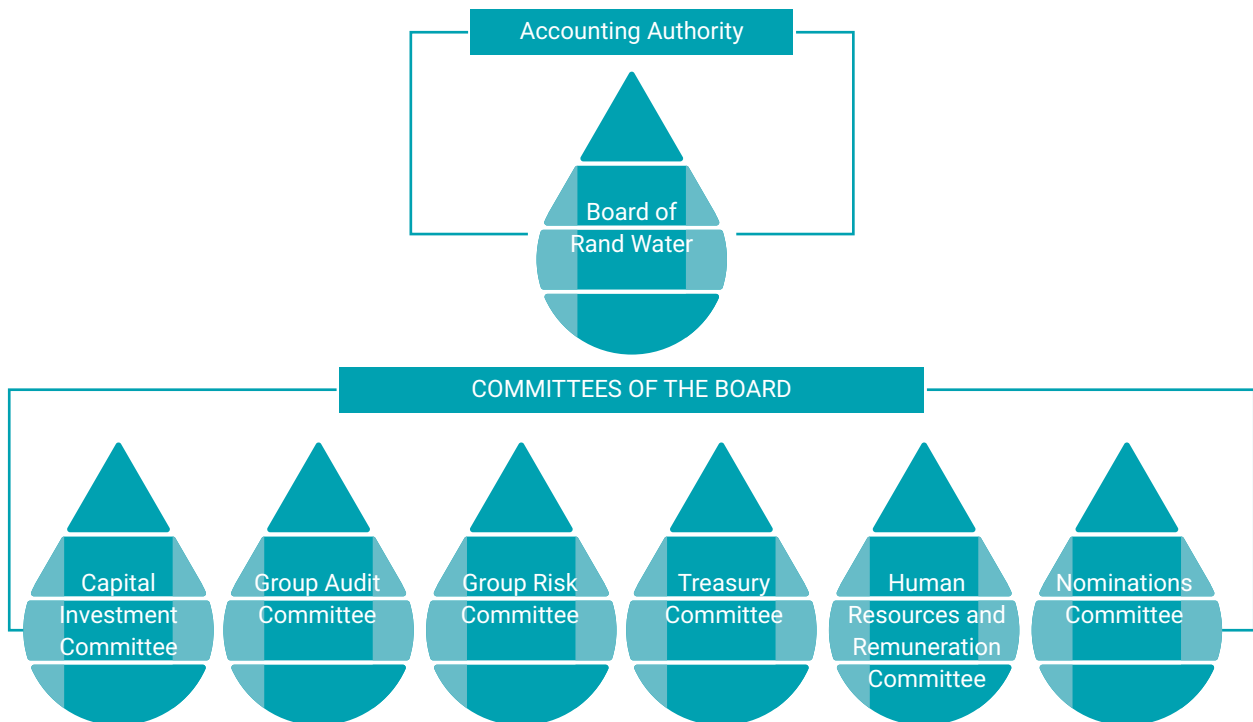 Accounting Authority
Board of
Rand Water
COMMITTEES OF THE BOARD
Capital
Investment
Committee
Group Audit
Committee
Group Risk
Committee
Treasury
Committee
Human
Resources and
Remuneration
Committee
Nominations
Committee